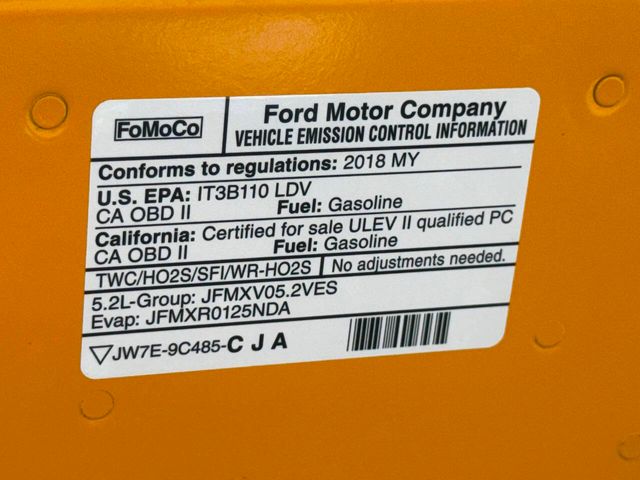 FoMoCo
Ford Motor Company
VEHICLE EMISSION CONTROL INFORMATION
Conforms to regulations: 2018 MY
U.S. EPA: IT3B110 LDV
CA OBD II Fuel: Gasoline
California: Certified for sale ULEV II qualified PC
CA OBD II Fuel: Gasoline
TWC/HO2S/SFI/WR-HO2S No adjustments needed.
5.2L-Group: JFMXV05.2VES
Evap: JFMXR0125NDA
▽JW7E-9C485-C J A